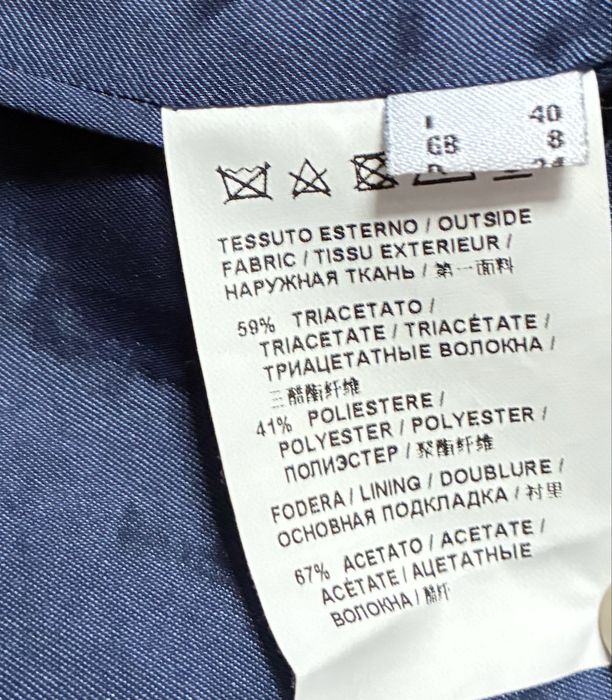 I 40
GB 8
TESSUTO ESTERNO / OUTSIDE
FABRIC / TISSU EXTERIEUR /
НАРУЖНАЯ ТКАНЬ / 第一面料
59% TRIACETATO /
TRIACETATE / TRIACÉTATE /
ТРИАЦЕТАТНЫЕ ВОЛОКНА /
三醋酯纤维
41% POLIESTERE /
POLYESTER / POLYESTER /
ПОЛИЭСТЕР / 聚酯纤维
FODERA / LINING / DOUBLURE /
ОСНОВНАЯ ПОДКЛАДКА / 衬里
67% ACETATO / ACETATE /
ACÉTATE / АЦЕТАТНЫЕ
ВОЛОКНА / 醋纤